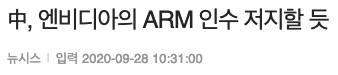 中, 엔비디아의 ARM 인수 저지할 듯
뉴시스 | 입력 2020-09-28 10:31:00